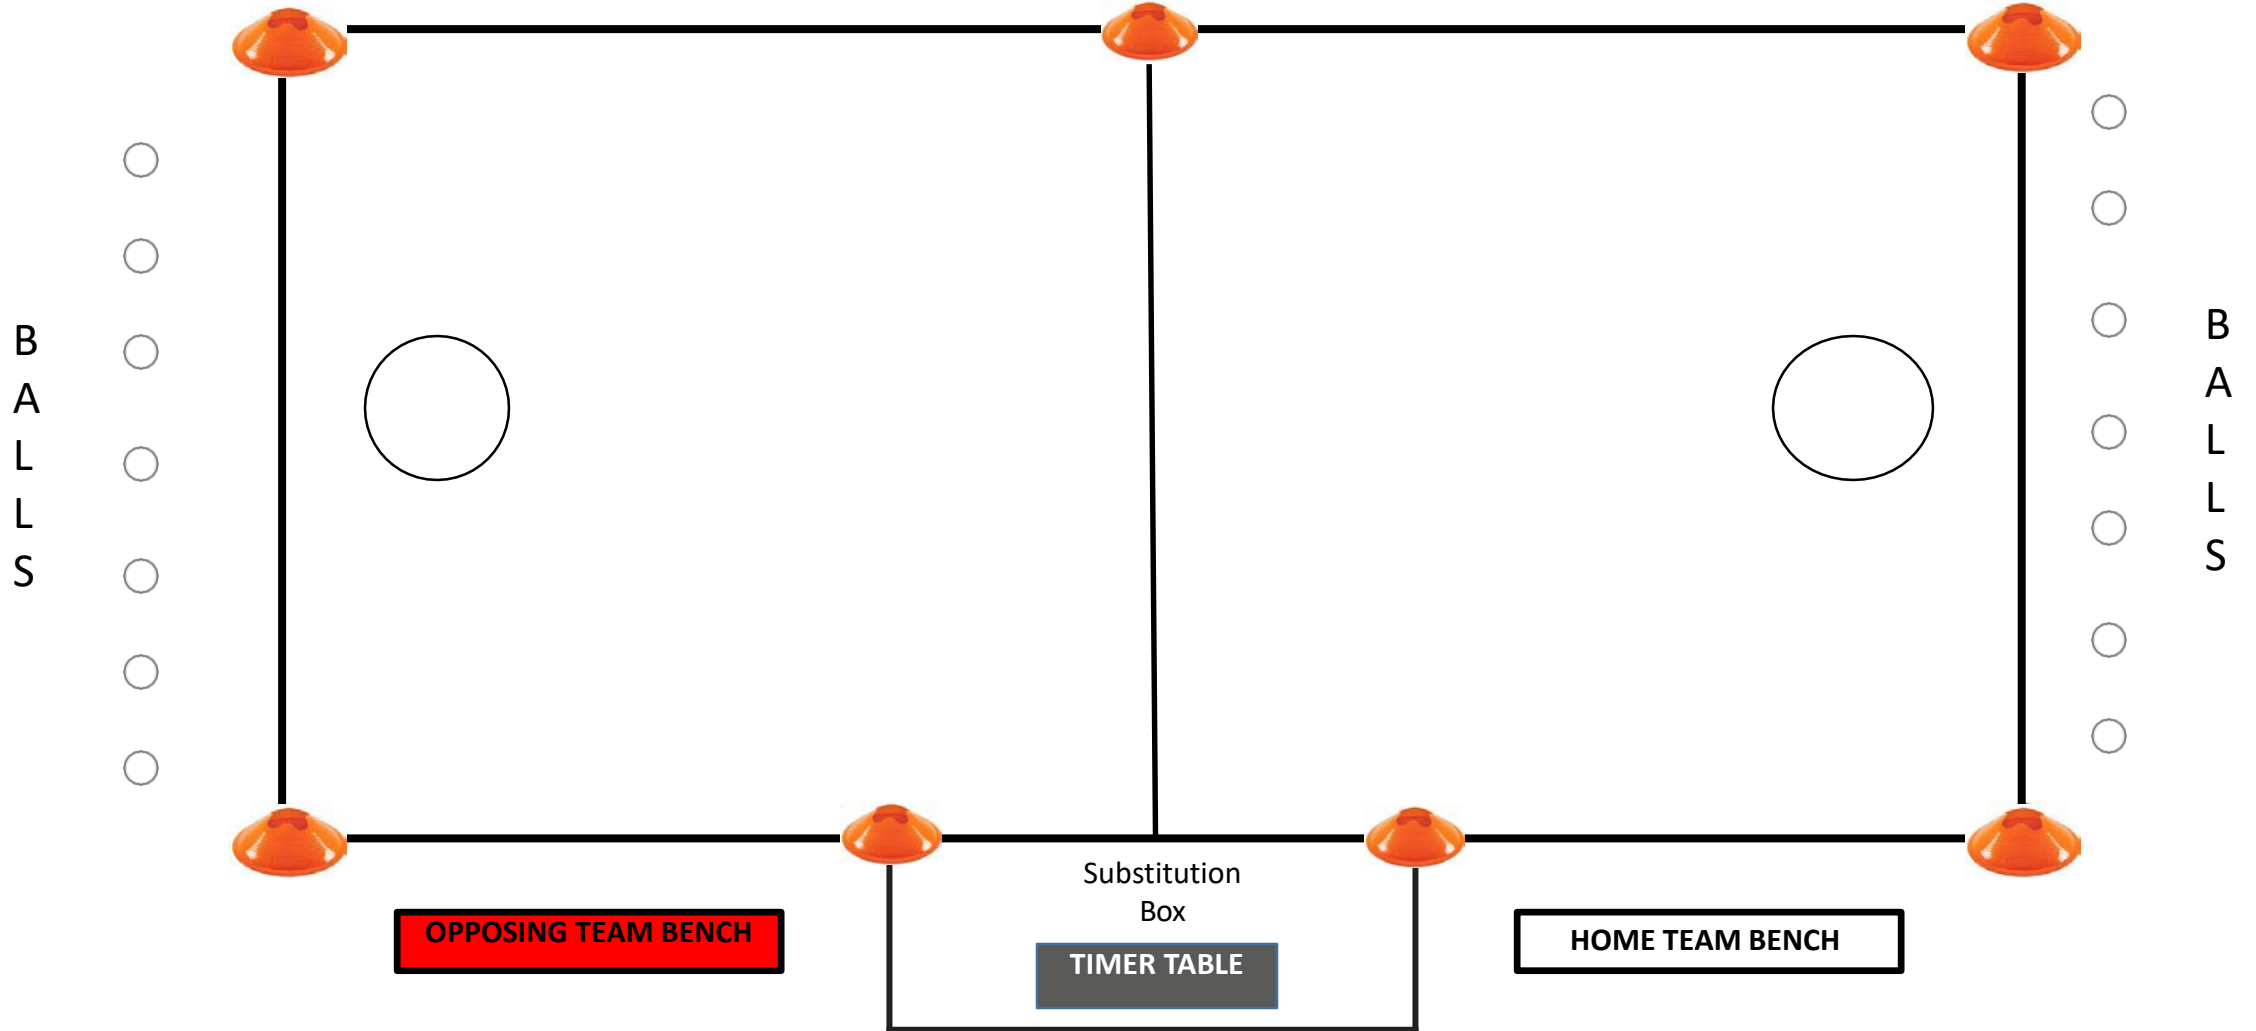 B
A
L
L
S
B
A
L
L
S
Substitution
Box
OPPOSING TEAM BENCH
TIMER TABLE
HOME TEAM BENCH